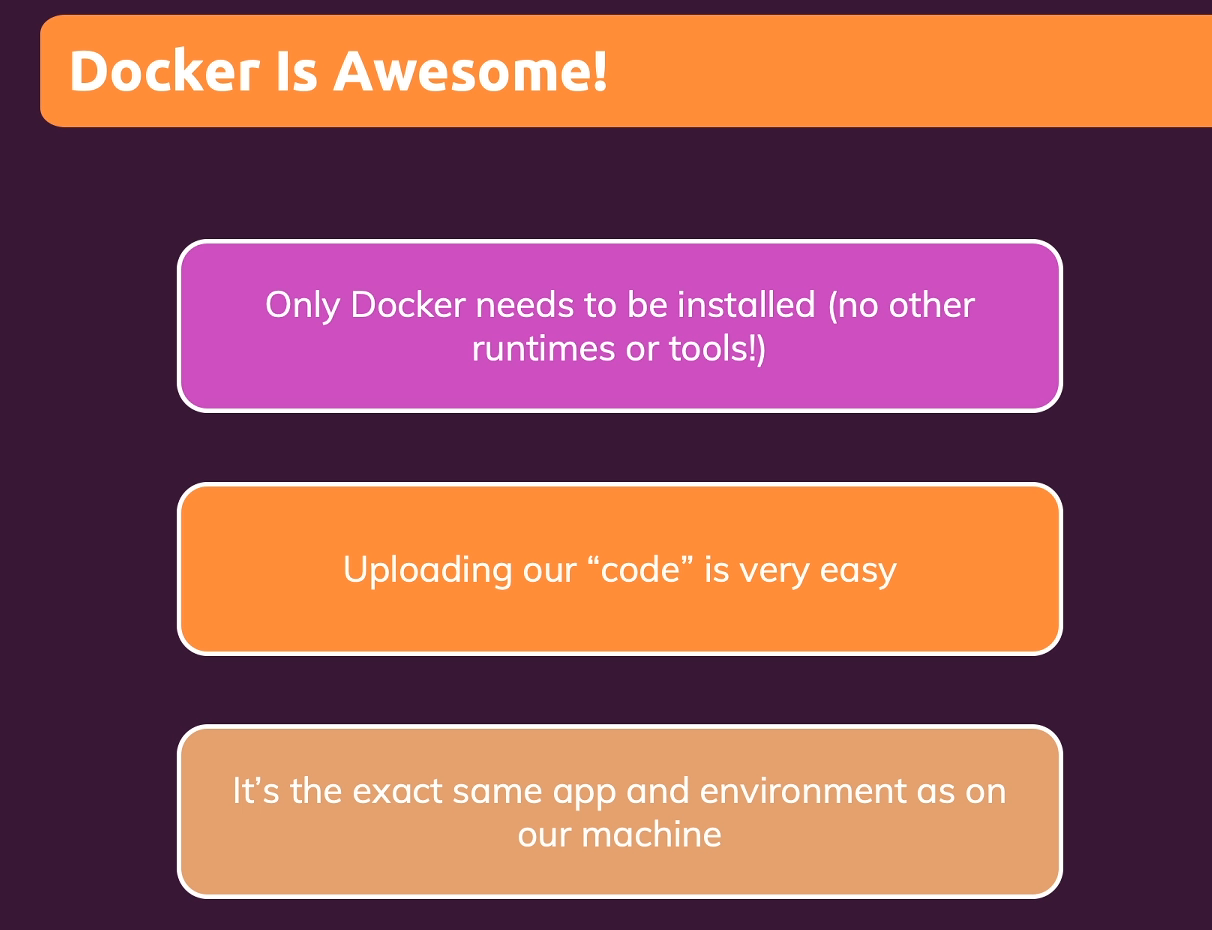 Docker Is Awesome!
Only Docker needs to be installed (no other
runtimes or tools!)
Uploading our “code” is very easy
It’s the exact same app and environment as on
our machine